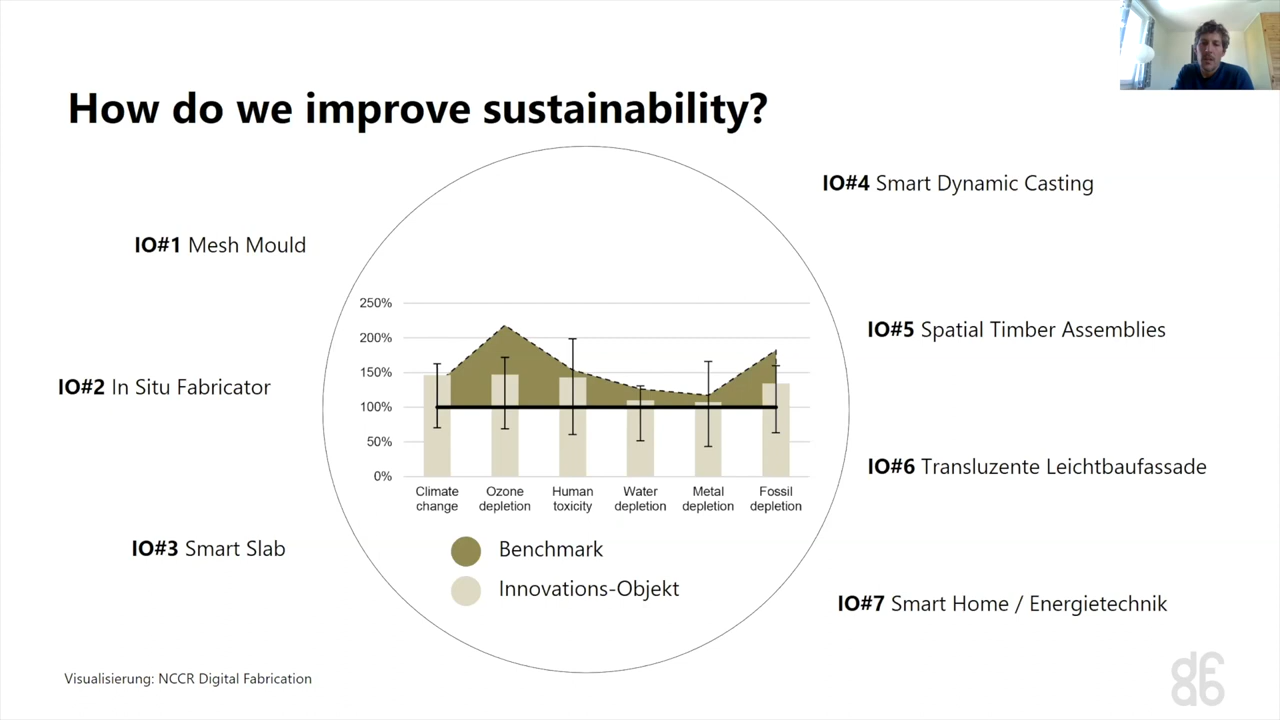 How do we improve sustainability?
IO#1 Mesh Mould
IO#2 In Situ Fabricator
IO#3 Smart Slab
250%
200%
150%
100%
50%
0%
Climate change
Ozone depletion
Human toxicity
Water depletion
Metal depletion
Fossil depletion
Benchmark
Innovations-Objekt
IO#4 Smart Dynamic Casting
IO#5 Spatial Timber Assemblies
IO#6 Transluzente Leichtbaufassade
IO#7 Smart Home / Energietechnik
Visualisierung: NCCR Digital Fabrication